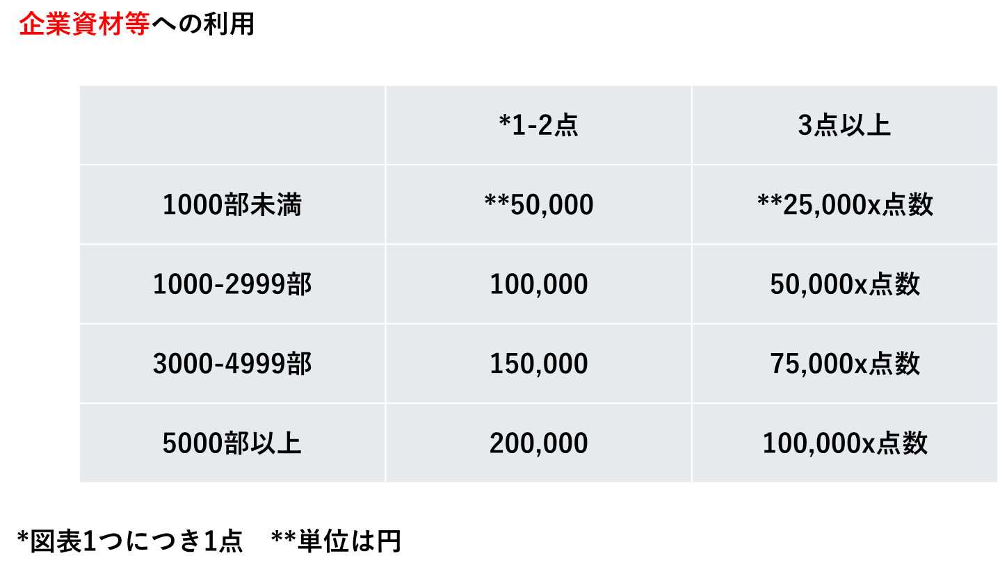 企業資材等への利用
*1-2点 3点以上
1000部未満 **50,000 **25,000x点数
1000-2999部 100,000 50,000x点数
3000-4999部 150,000 75,000x点数
5000部以上 200,000 100,000x点数
*図表1つにつき1点　**単位は円